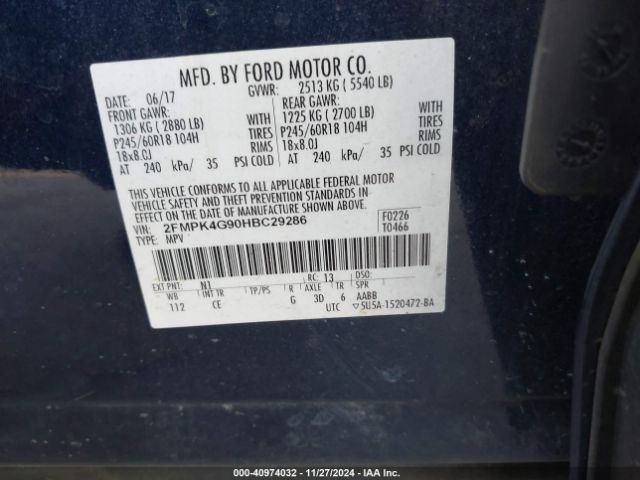 MFD. BY FORD MOTOR CO.
DATE: 06/17 GVWR: 2513 KG ( 5540 LB)
FRONT GAWR: REAR GAWR:
1306 KG ( 2880 LB) WITH 1225 KG ( 2700 LB) WITH
P245/60R18 104H TIRES P245/60R18 104H TIRES
18x8.0J RIMS 18x8.0J RIMS
AT 240 kPa/ 35 PSI COLD AT 240 kPa/ 35 PSI COLD
THIS VEHICLE CONFORMS TO ALL APPLICABLE FEDERAL MOTOR
VEHICLE SAFETY AND THEFT PREVENTION STANDARDS IN
EFFECT ON THE DATE OF MANUFACTURE SHOWN ABOVE.
VIN: 2FMPK4G90HBC29286 F0226
TYPE: MPV T0466
EXT PNT: N1 RC: 13 DSO:
WB INT TR TP/PS R AXLE TR SPR
112 CE G 3D 6 AABB
UTC ▽5U5A-1520472-BA
000-40974032 - 11/27/2024 - IAA Inc.